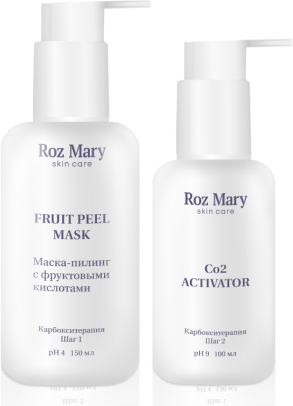 Roz Mary
skin care
FRUIT PEEL
MASK
Маска-пилинг
с фруктовыми
кислотами
Карбокситерапия
Шаг 1
pH 4 150 мл
Roz Mary
skin care
Co2
ACTIVATOR
Карбокситерапия
Шаг 2
pH 9 100 мл